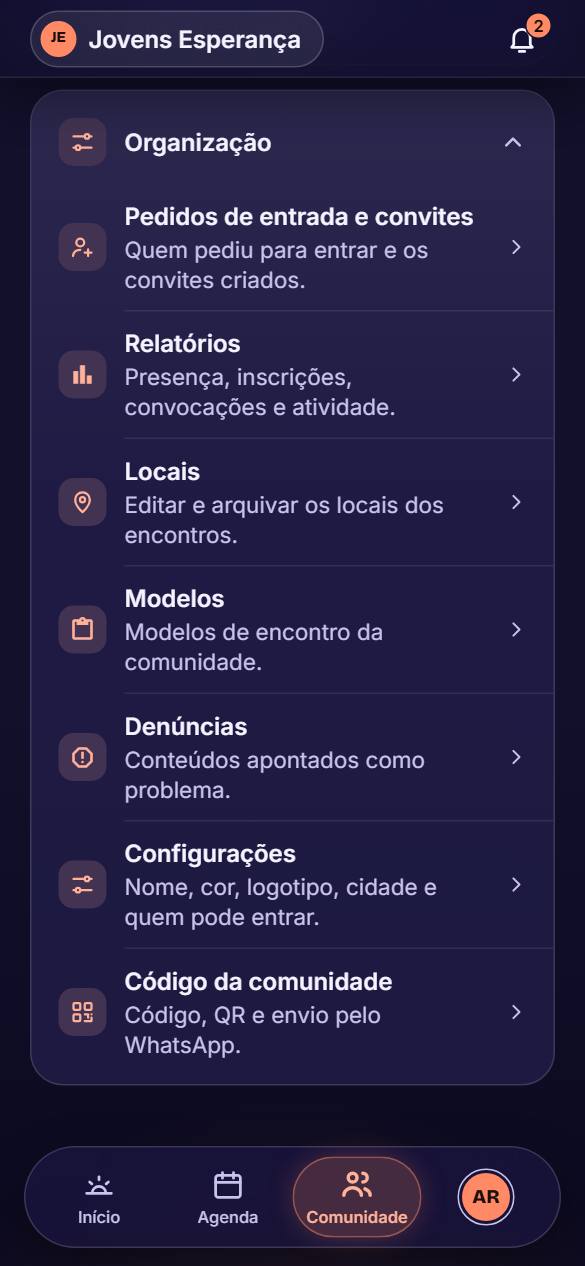 JE
Jovens Esperança
2
Organização
Pedidos de entrada e convites
Quem pediu para entrar e os
convites criados.
Relatórios
Presença, inscrições,
convocações e atividade.
Locais
Editar e arquivar os locais dos
encontros.
Modelos
Modelos de encontro da
comunidade.
Denúncias
Conteúdos apontados como
problema.
Configurações
Nome, cor, logotipo, cidade e
quem pode entrar.
Código da comunidade
Código, QR e envio pelo
WhatsApp.
Início
Agenda
Comunidade
AR